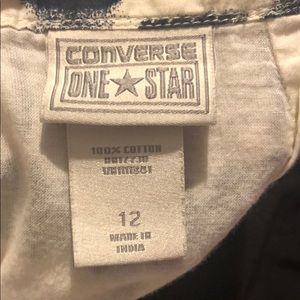 CONVERSE
ONE ★ STAR
100% COTTON
12
MADE IN
INDIA